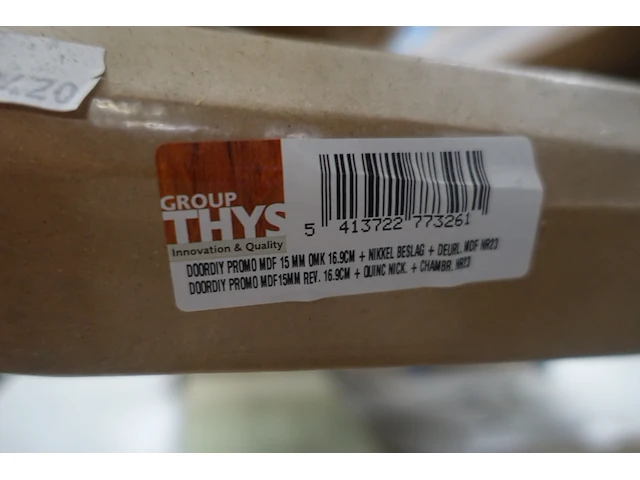 GROUP
THYS
Innovation & Quality
5 413722 773261
DOORDIY PROMO MDF 15 MM OMK 16.9CM + NIKKEL BESLAG + DEURL. MDF NR23
DOORDIY PROMO MDF15MM REV. 16.9CM + QUINC NICK. + CHAMBR. NR23